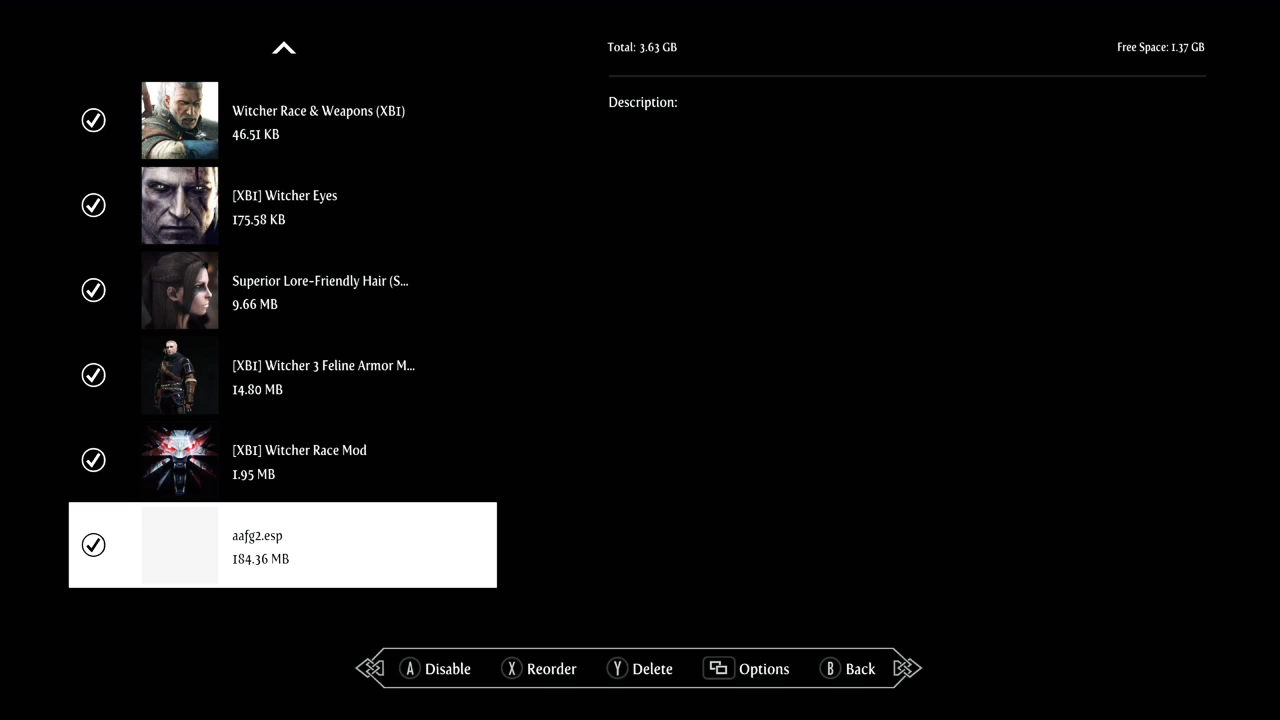 Total: 3.63 GB
Free Space: 1.37 GB
Description:
Witcher Race & Weapons (XB1)
46.51 KB
[XB1] Witcher Eyes
175.58 KB
Superior Lore-Friendly Hair (S...
9.66 MB
[XB1] Witcher 3 Feline Armor M...
14.80 MB
[XB1] Witcher Race Mod
1.95 MB
aafg2.esp
184.36 MB
A Disable X Reorder Y Delete Options B Back